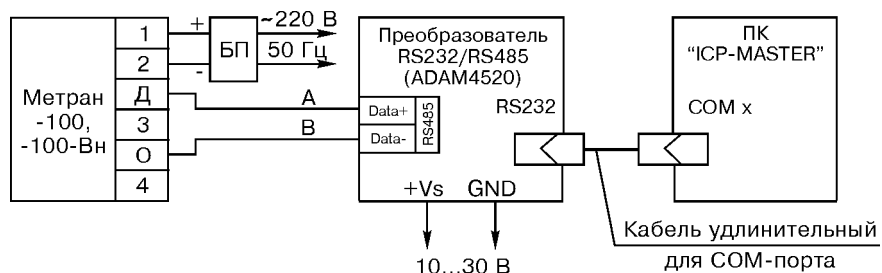 Метран
-100,
-100-Вн
1
2
Д
3
О
4
+
-
БП
~220 В
50 Гц
А
В
Преобразователь
RS232/RS485
(ADAM4520)
Data+
Data-
RS485
RS232
+Vs
GND
10...30 В
ПК
“ICP-MASTER”
COM x
Кабель удлинительный
для COM-порта